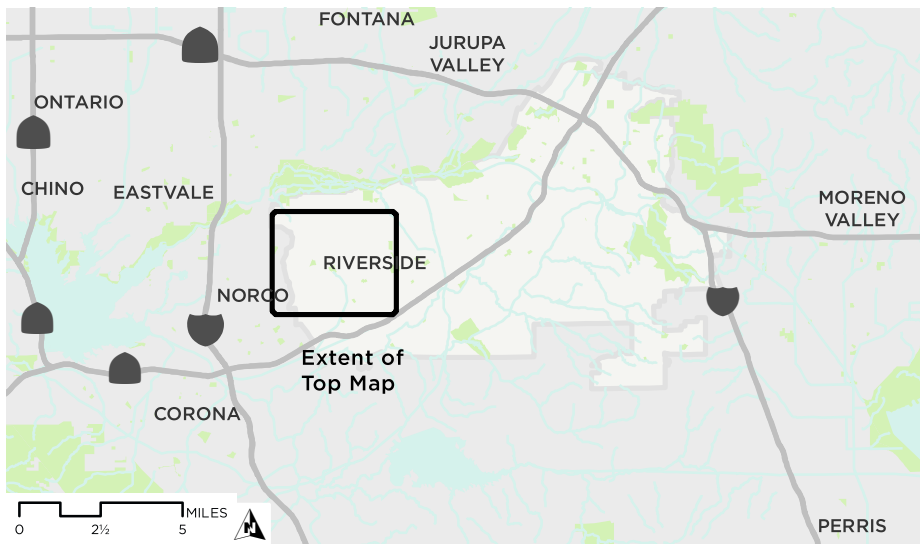 FONTANA
JURUPA
VALLEY
ONTARIO
CHINO
EASTVALE
MORENO
VALLEY
RIVERSIDE
NORCO
Extent of
Top Map
CORONA
MILES
0 2½ 5
N
PERRIS